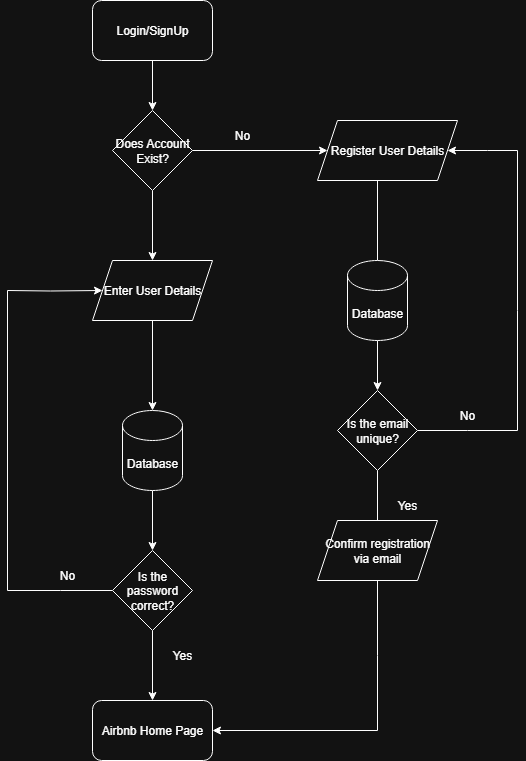 Login/SignUp
Does Account
Exist?
No
Register User Details
Enter User Details
Database
Is the email
unique?
No
Yes
Database
Confirm registration
via email
Is the
password
correct?
No
Yes
Airbnb Home Page